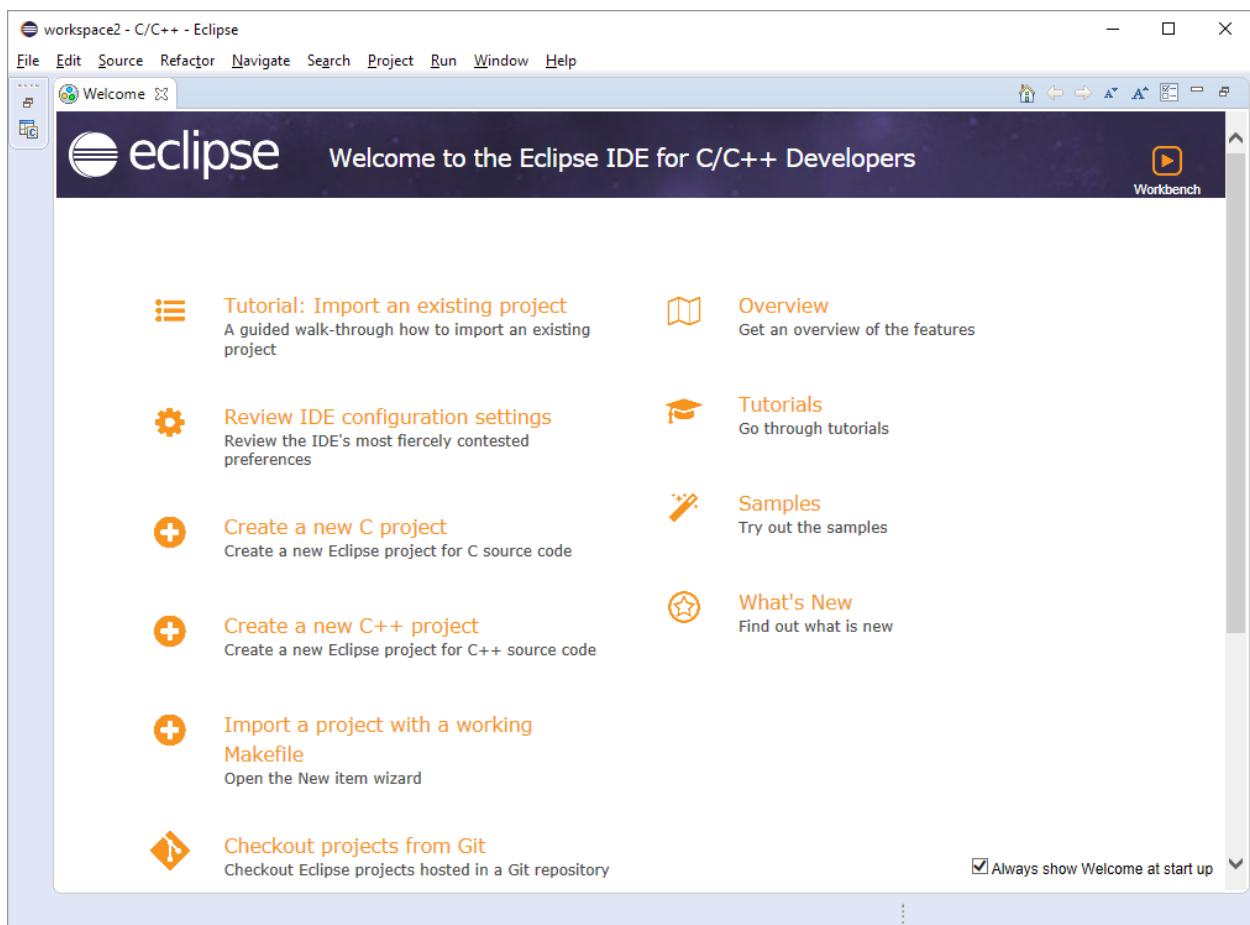 workspace2 - C/C++ - Eclipse
File Edit Source Refactor Navigate Search Project Run Window Help
Welcome
eclipse Welcome to the Eclipse IDE for C/C++ Developers
Workbench
Tutorial: Import an existing project
A guided walk-through how to import an existing
project
Review IDE configuration settings
Review the IDE's most fiercely contested
preferences
Create a new C project
Create a new Eclipse project for C source code
Create a new C++ project
Create a new Eclipse project for C++ source code
Import a project with a working
Makefile
Open the New item wizard
Checkout projects from Git
Checkout Eclipse projects hosted in a Git repository
Overview
Get an overview of the features
Tutorials
Go through tutorials
Samples
Try out the samples
What's New
Find out what is new
Always show Welcome at start up